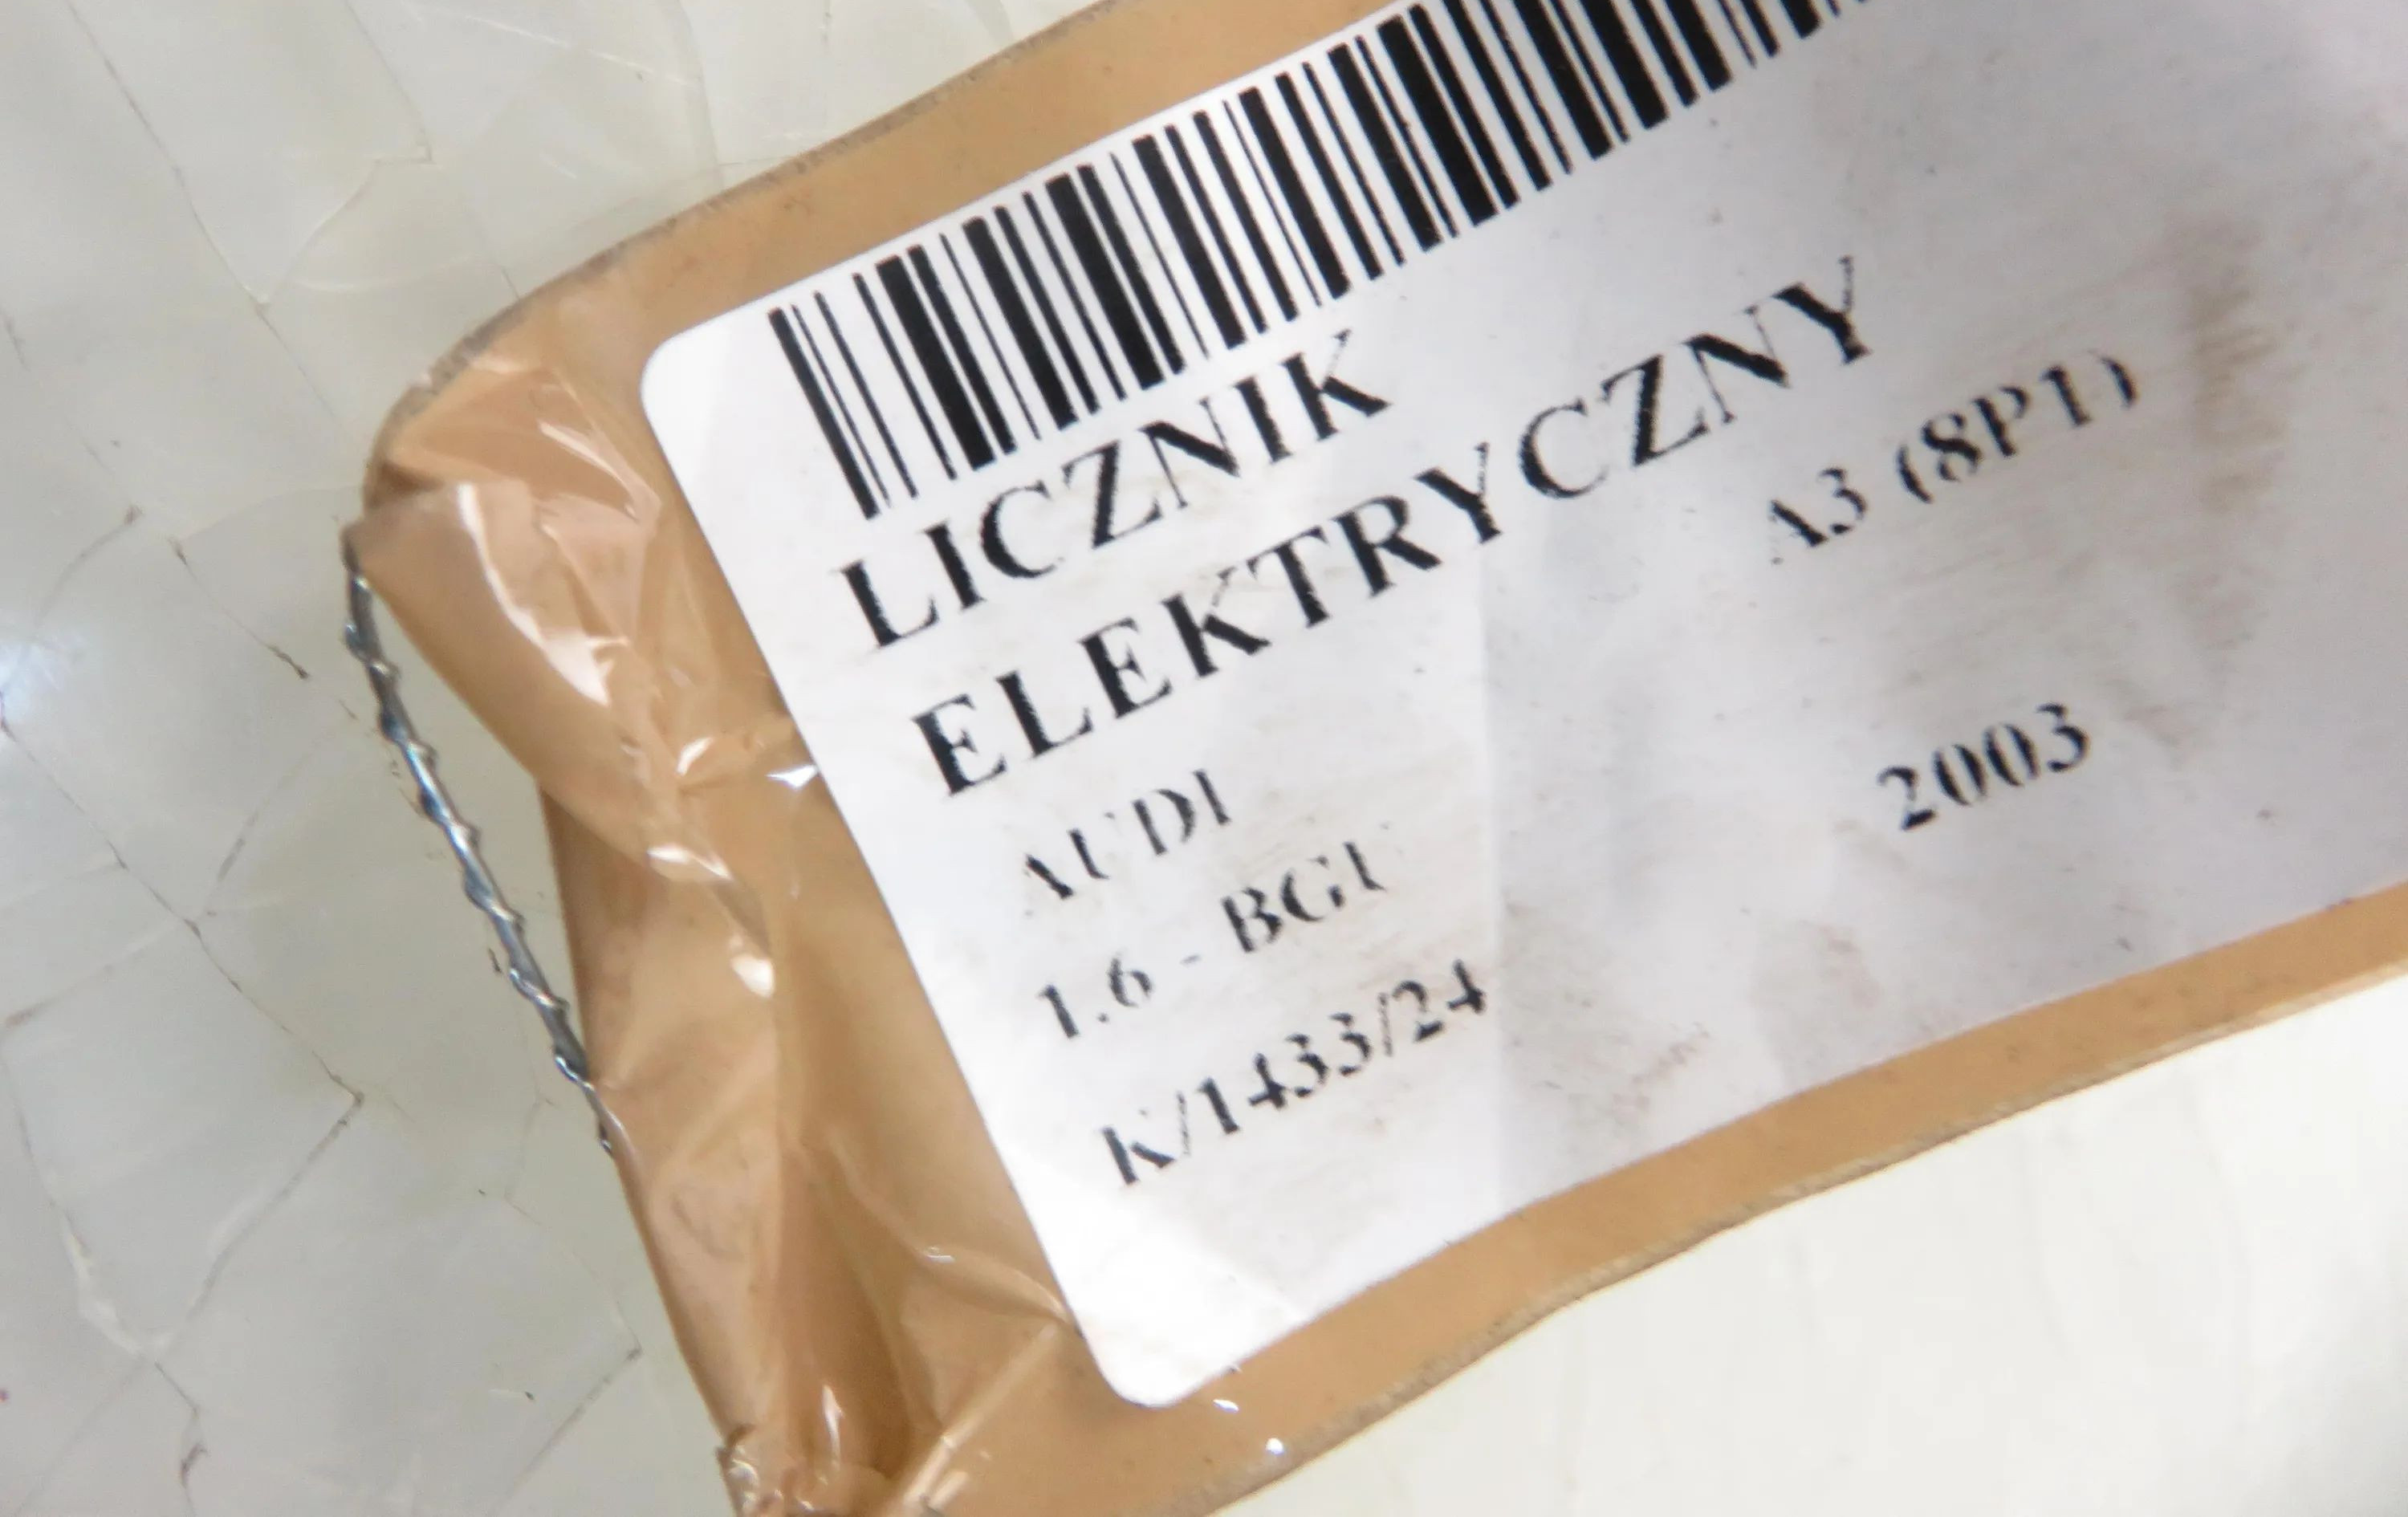 LICZNIK
ELEKTRYCZNY
AUDI A3 (8P1)
1.6 - BGU 2003
K/1433/24